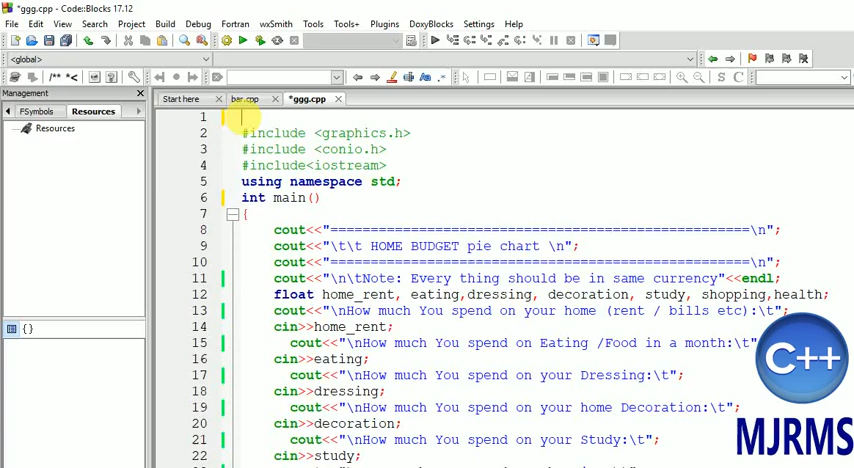 *ggg.cpp - Code::Blocks 17.12
File Edit View Search Project Build Debug Fortran wxSmith Tools Tools+ Plugins DoxyBlocks Settings Help
<global>
/** *<
Management
FSymbols Resources
Resources
{}
Start here bar.cpp *ggg.cpp
1
2 #include <graphics.h>
3 #include <conio.h>
4 #include<iostream>
5 using namespace std;
6 int main()
7 {
8 cout<<"====================================================\n";
9 cout<<"\t\t HOME BUDGET pie chart \n";
10 cout<<"====================================================\n";
11 cout<<"\n\tNote: Every thing should be in same currency"<<endl;
12 float home_rent, eating,dressing, decoration, study, shopping,health;
13 cout<<"\nHow much You spend on your home (rent / bills etc):\t";
14 cin>>home_rent;
15 cout<<"\nHow much You spend on Eating /Food in a month:\t"
16 cin>>eating;
17 cout<<"\nHow much You spend on your Dressing:\t";
18 cin>>dressing;
19 cout<<"\nHow much You spend on your home Decoration:\t";
20 cin>>decoration;
21 cout<<"\nHow much You spend on your Study:\t";
22 cin>>study;
C++
MJRMS